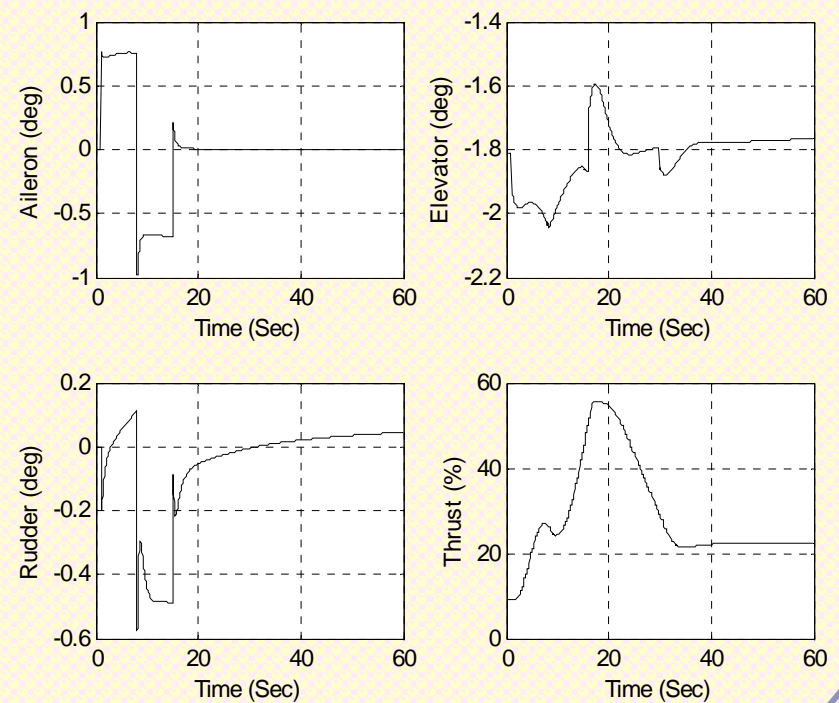 1
0.5
0
-0.5
-1
Aileron (deg)
0 20 40 60
Time (Sec)
-1.4
-1.6
-1.8
-2
-2.2
Elevator (deg)
0 20 40 60
Time (Sec)
0.2
0
-0.2
-0.4
-0.6
Rudder (deg)
0 20 40 60
Time (Sec)
60
40
20
0
Thrust (%)
0 20 40 60
Time (Sec)